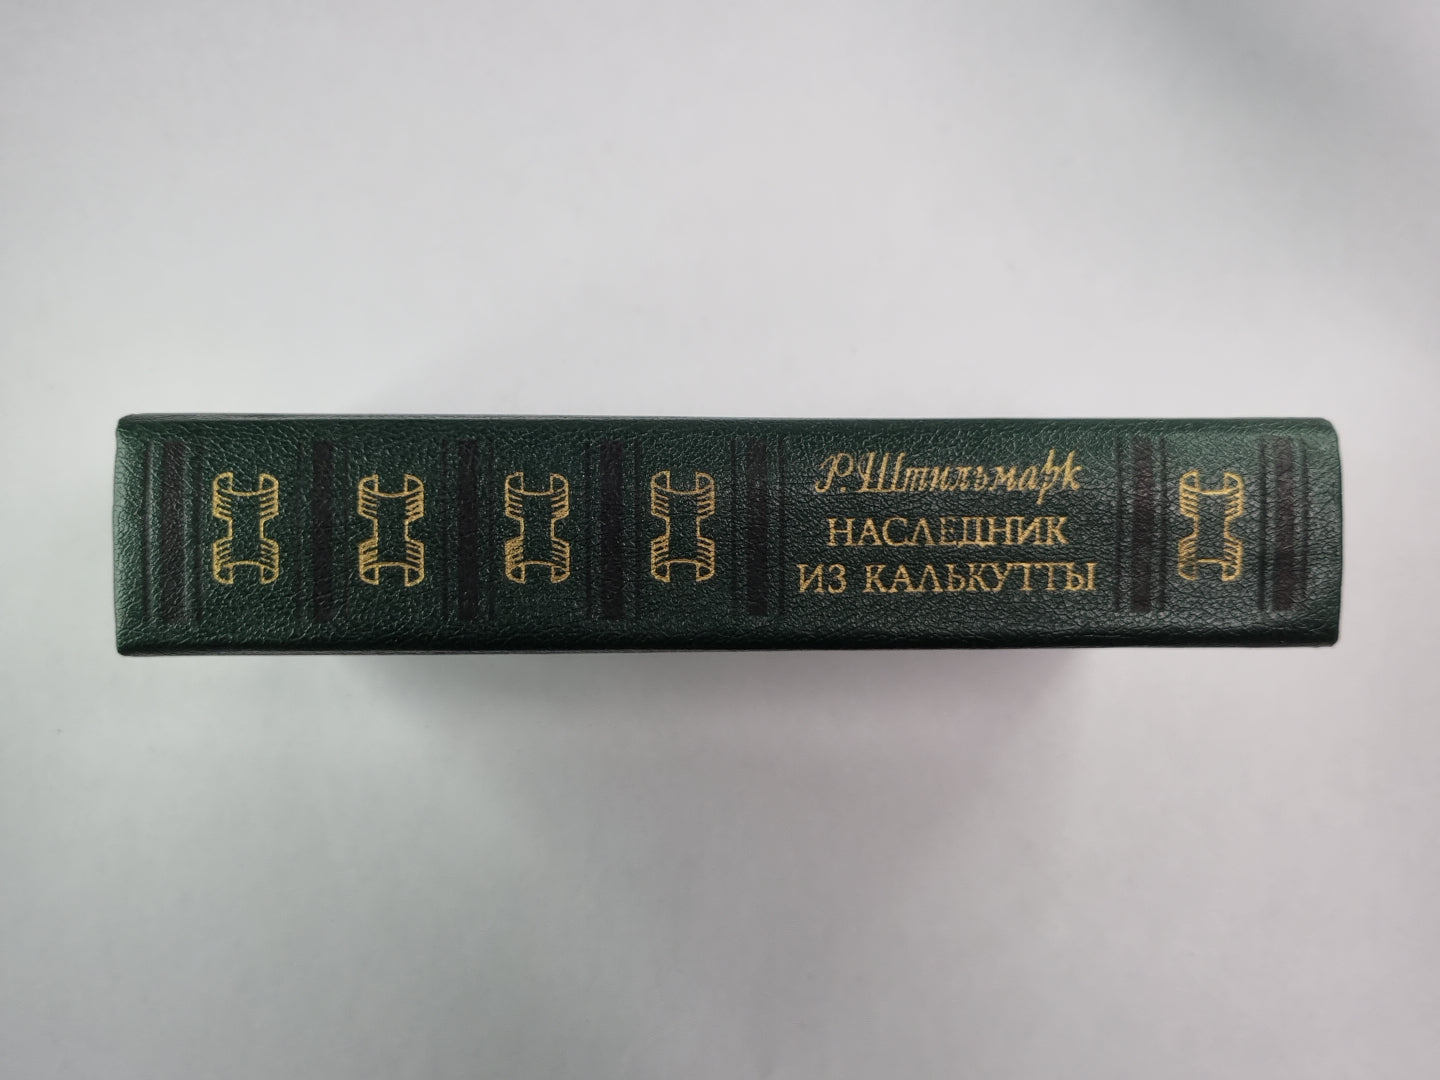 Р. Штильмарк
НАСЛЕДНИК
ИЗ КАЛЬКУТТЫ